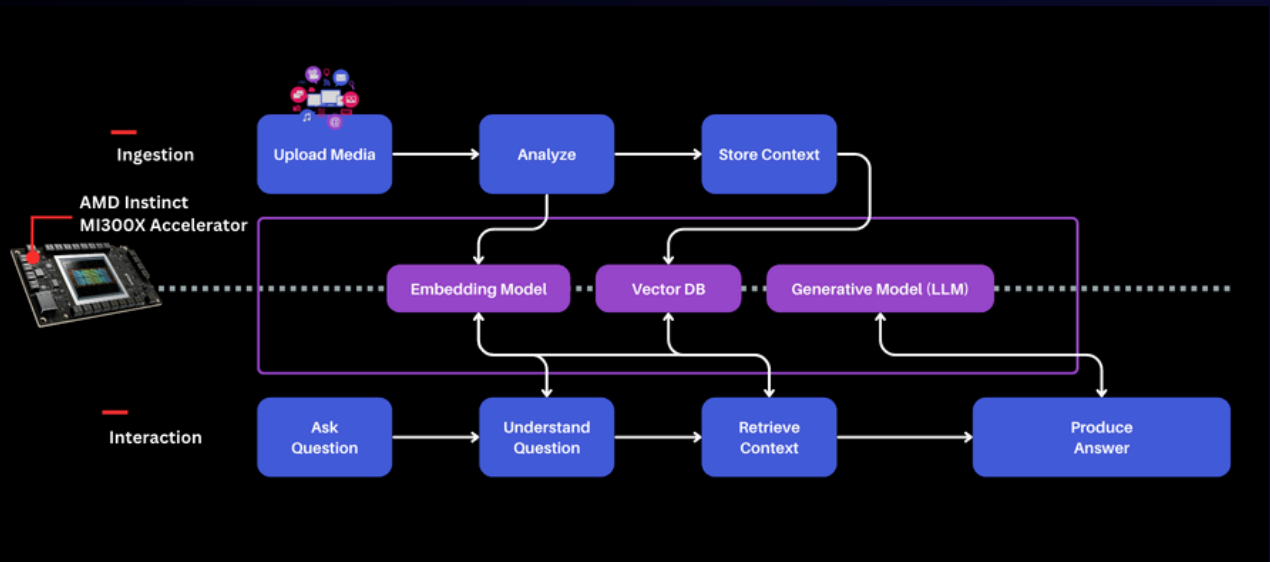 Ingestion
Upload Media
Analyze
Store Context
AMD Instinct
MI300X Accelerator
Embedding Model
Vector DB
Generative Model (LLM)
Interaction
Ask
Question
Understand
Question
Retrieve
Context
Produce
Answer